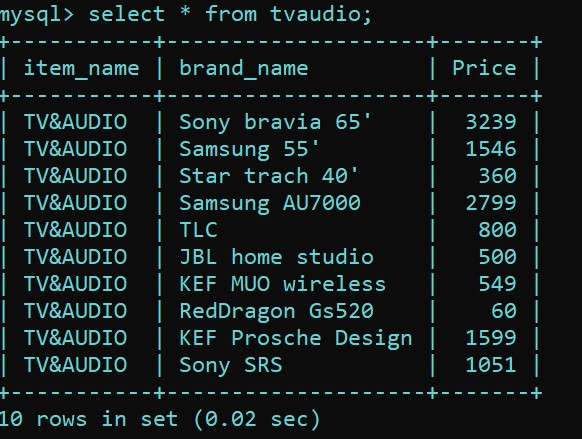 mysql> select * from tvaudio;
+-----------+---------------------+-------+
| item_name | brand_name          | Price |
+-----------+---------------------+-------+
| TV&AUDIO  | Sony bravia 65'     |  3239 |
| TV&AUDIO  | Samsung 55'         |  1546 |
| TV&AUDIO  | Star trach 40'      |   360 |
| TV&AUDIO  | Samsung AU7000      |  2799 |
| TV&AUDIO  | TLC                 |   800 |
| TV&AUDIO  | JBL home studio     |   500 |
| TV&AUDIO  | KEF MUO wireless    |   549 |
| TV&AUDIO  | RedDragon Gs520     |    60 |
| TV&AUDIO  | KEF Prosche Design  |  1599 |
| TV&AUDIO  | Sony SRS            |  1051 |
+-----------+---------------------+-------+
10 rows in set (0.02 sec)